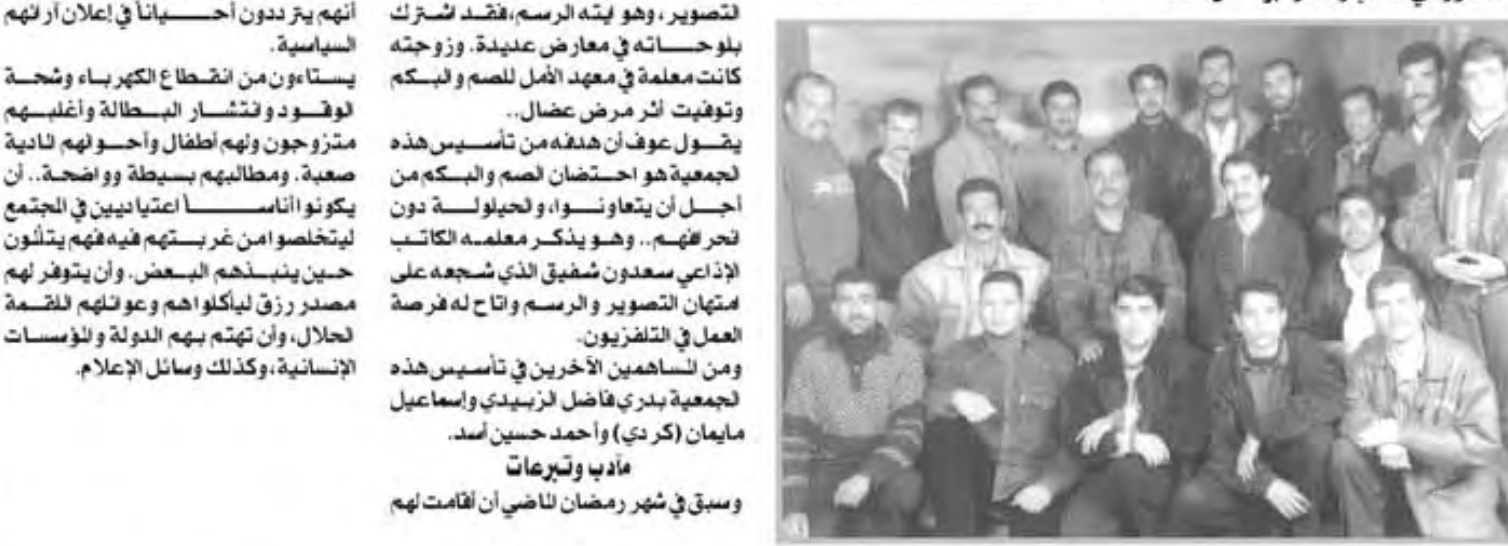 التصوير، وهو ايته الرسم، فقد اشترك
بلوحاته في معارض عديدة. وزوجته
كانت معلمة في معهد الأمل للصم والبكم
وتوفيت أثر مرض عضال..
يقول عوف أن هدفه من تأسيس هذه
الجمعية هو احتضان الصم والبكم من
أجل أن يتعاونوا، والحيلولة دون
انحرافهم.. وهو يذكر معلمه الكاتب
الإذاعي سعدون شفيق الذي شجعه على
امتهان التصوير والرسم واتاح له فرصة
العمل في التلفزيون.
ومن المساهمين الآخرين في تأسيس هذه
الجمعية بدري فاضل الزبيدي وإسماعيل
مايمان (كردي) وأحمد حسين أسد.
مآدب وتبرعات
وسبق في شهر رمضان الماضي أن أقامت لهم
أنهم يترددون أحياناً في إعلان آرائهم
السياسية.
يستاءون من انقطاع الكهرباء وشحة
الوقود وانتشار البطالة وأغلبهم
متزوجون ولهم أطفال وأحوالهم المادية
صعبة. ومطالبهم بسيطة وواضحة.. أن
يكونوا أناساً اعتياديين في المجتمع
ليتخلصوا من غربتهم فيه فهم يتألون
حين ينبذهم البعض. وأن يتوفر لهم
مصدر رزق ليأكلوا هم وعوائلهم اللقمة
الحلال، وأن تهتم بهم الدولة والمؤسسات
الإنسانية، وكذلك وسائل الإعلام.